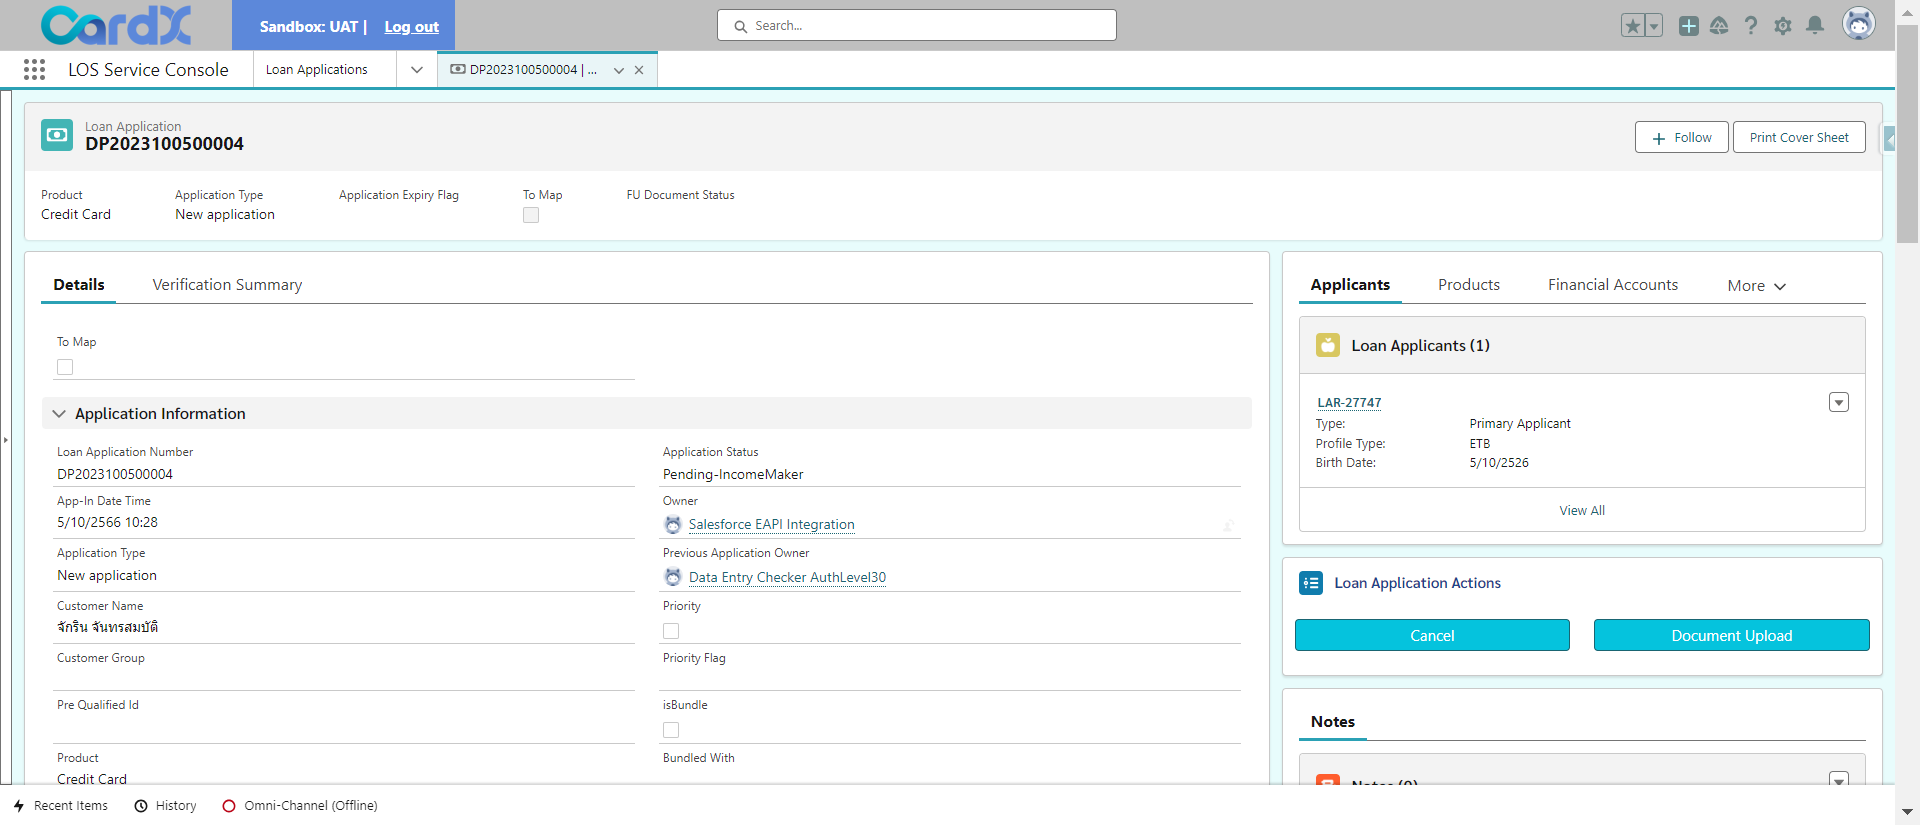 CardX
Sandbox: UAT | Log out
Search...
LOS Service Console
Loan Applications
DP2023100500004 | ...
Loan Application
DP2023100500004
Follow
Print Cover Sheet
Product
Application Type
Application Expiry Flag
To Map
FU Document Status
Credit Card
New application
Details
Verification Summary
To Map
Application Information
Loan Application Number
DP2023100500004
Application Status
Pending-IncomeMaker
App-In Date Time
5/10/2566 10:28
Owner
Salesforce EAPI Integration
Application Type
New application
Previous Application Owner
Data Entry Checker AuthLevel30
Customer Name
จักริน จันทรสมบัติ
Priority
Customer Group
Priority Flag
Pre Qualified Id
isBundle
Product
Credit Card
Bundled With
Applicants
Products
Financial Accounts
More
Loan Applicants (1)
LAR-27747
Type: Primary Applicant
Profile Type: ETB
Birth Date: 5/10/2526
View All
Loan Application Actions
Cancel
Document Upload
Notes
Notes (0)
Recent Items
History
Omni-Channel (Offline)